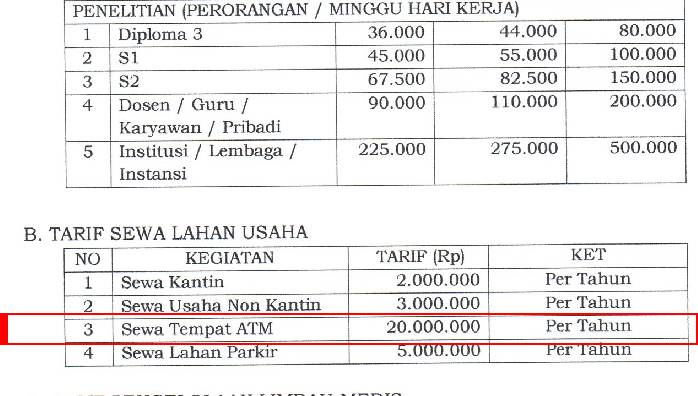 PENELITIAN (PERORANGAN / MINGGU HARI KERJA)
1 Diploma 3 36.000 44.000 80.000
2 S1 45.000 55.000 100.000
3 S2 67.500 82.500 150.000
4 Dosen / Guru / 90.000 110.000 200.000
Karyawan / Pribadi
5 Institusi / Lembaga / 225.000 275.000 500.000
Instansi
B. TARIF SEWA LAHAN USAHA
NO KEGIATAN TARIF (Rp) KET
1 Sewa Kantin 2.000.000 Per Tahun
2 Sewa Usaha Non Kantin 3.000.000 Per Tahun
3 Sewa Tempat ATM 20.000.000 Per Tahun
4 Sewa Lahan Parkir 5.000.000 Per Tahun